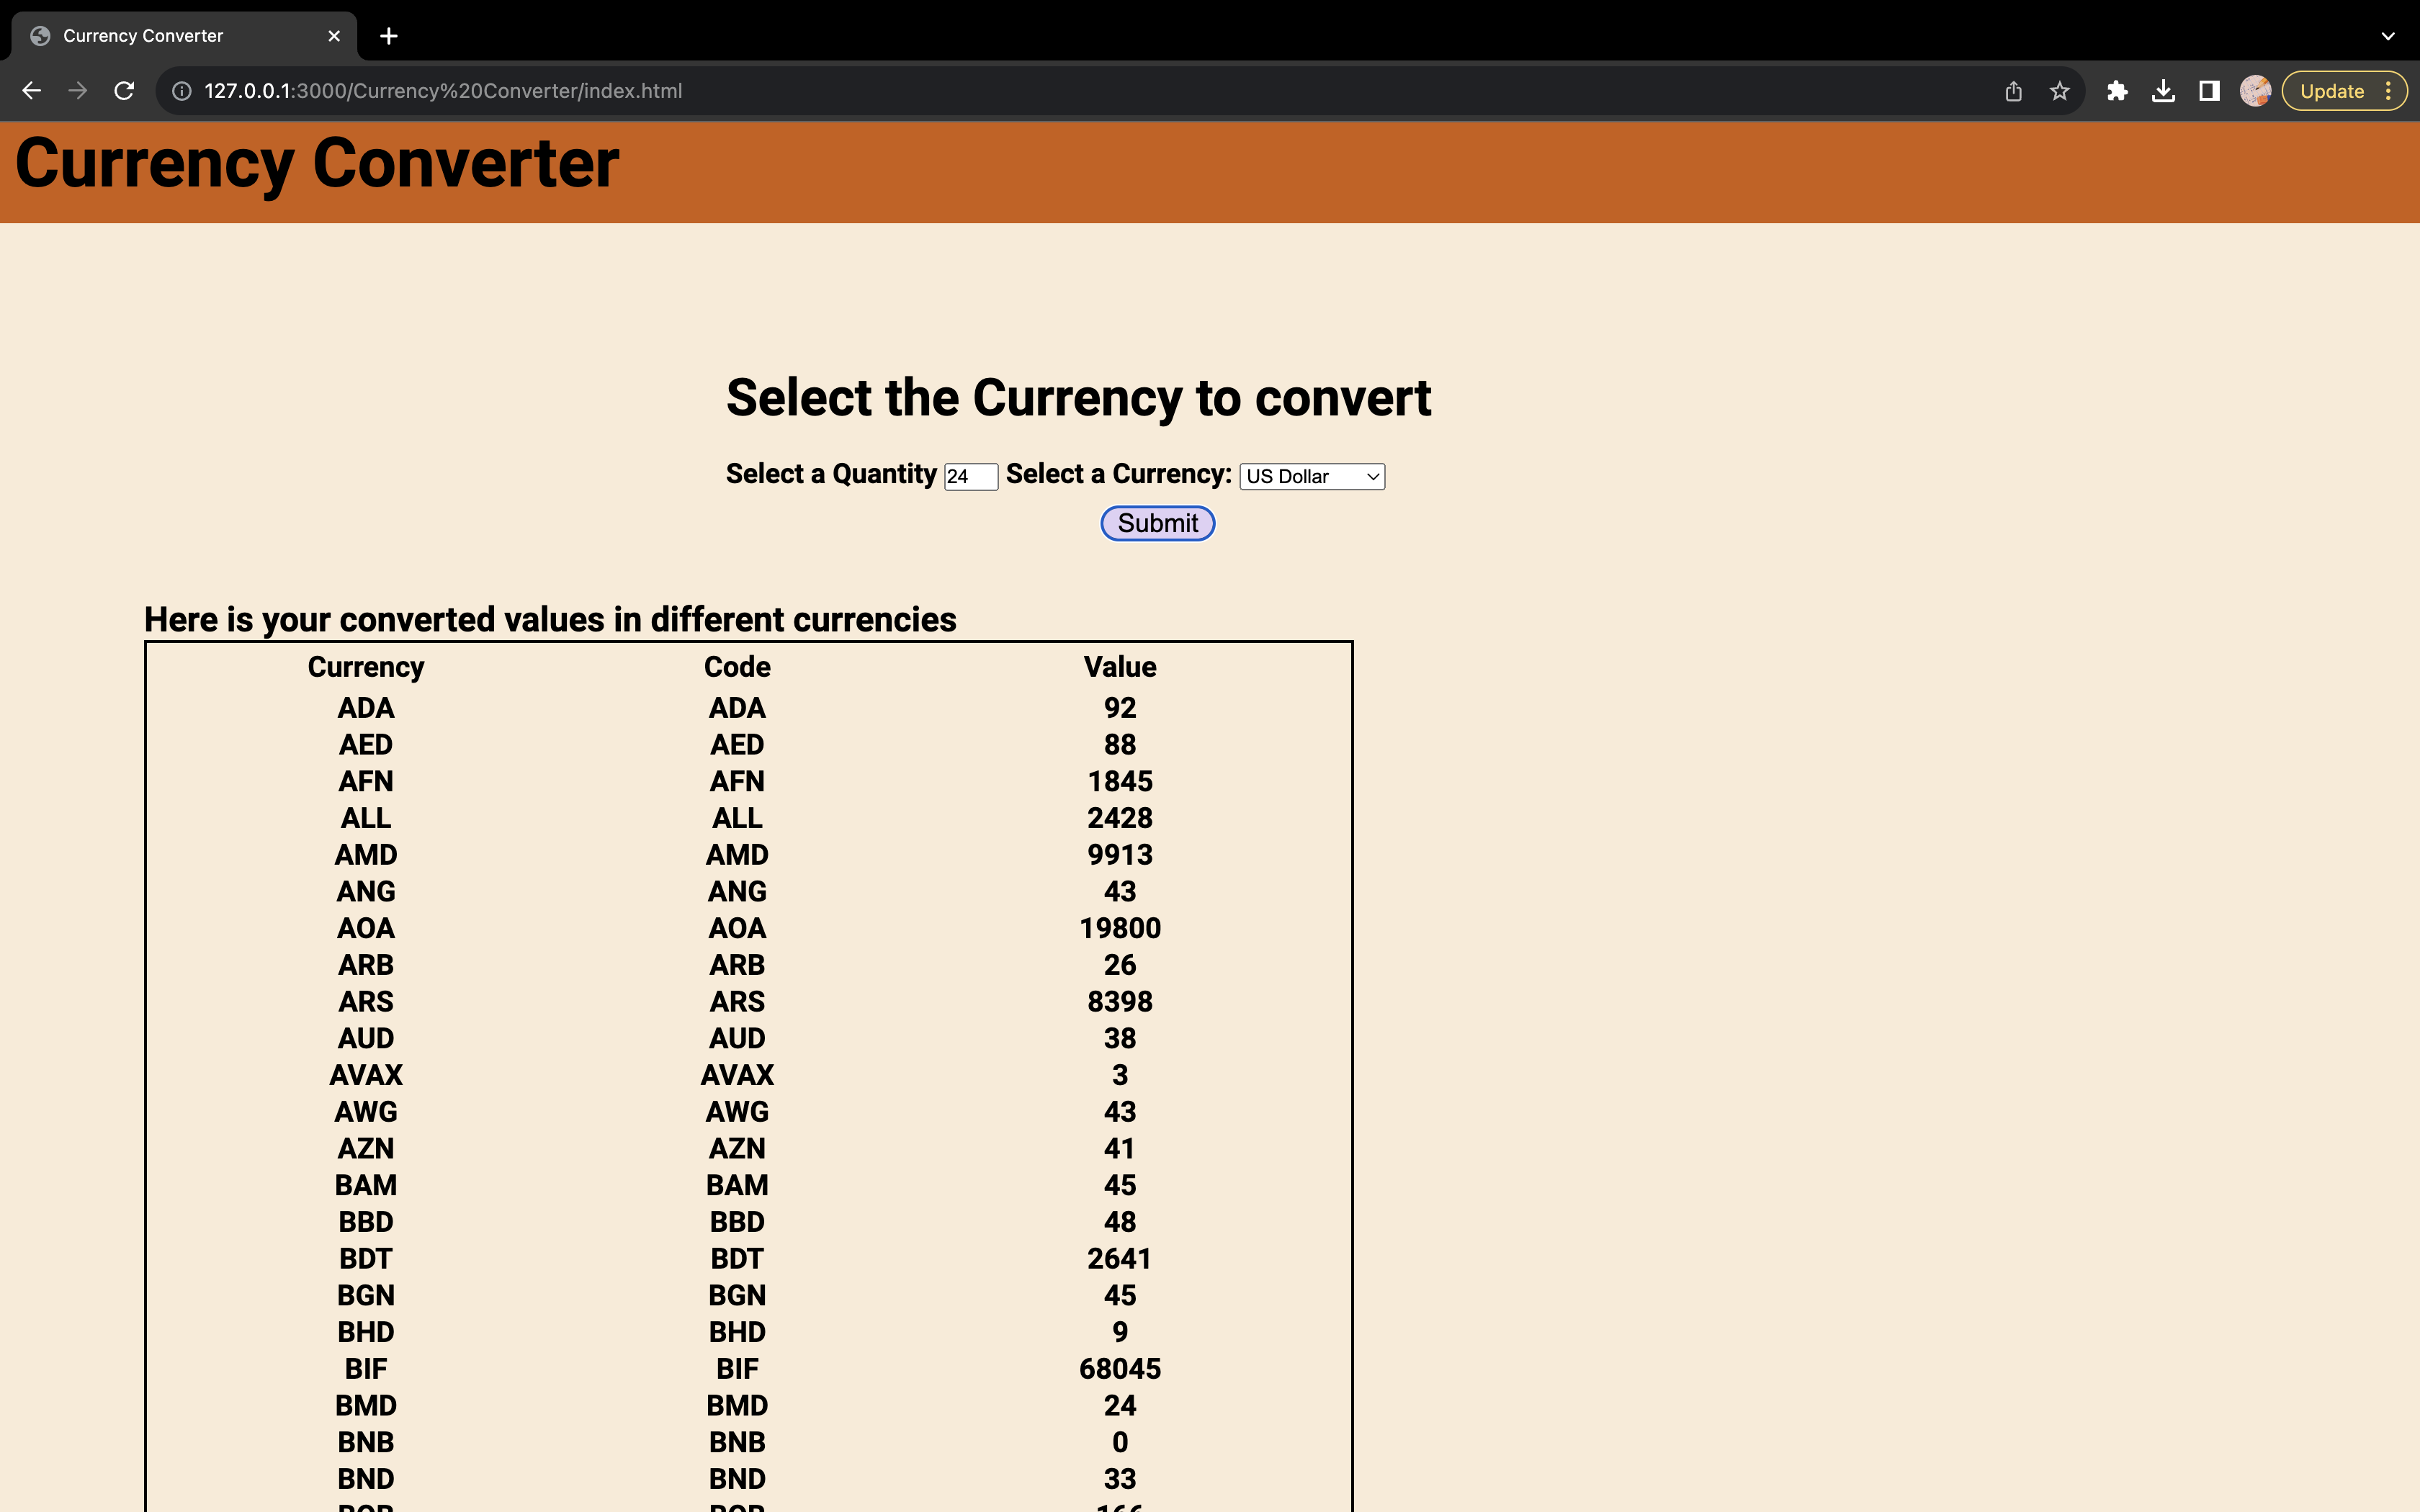 Currency Converter
127.0.0.1:3000/Currency%20Converter/index.html
Update
Currency Converter
Select the Currency to convert
Select a Quantity 24 Select a Currency: US Dollar
Submit
Here is your converted values in different currencies
Currency Code Value
ADA ADA 92
AED AED 88
AFN AFN 1845
ALL ALL 2428
AMD AMD 9913
ANG ANG 43
AOA AOA 19800
ARB ARB 26
ARS ARS 8398
AUD AUD 38
AVAX AVAX 3
AWG AWG 43
AZN AZN 41
BAM BAM 45
BBD BBD 48
BDT BDT 2641
BGN BGN 45
BHD BHD 9
BIF BIF 68045
BMD BMD 24
BNB BNB 0
BND BND 33